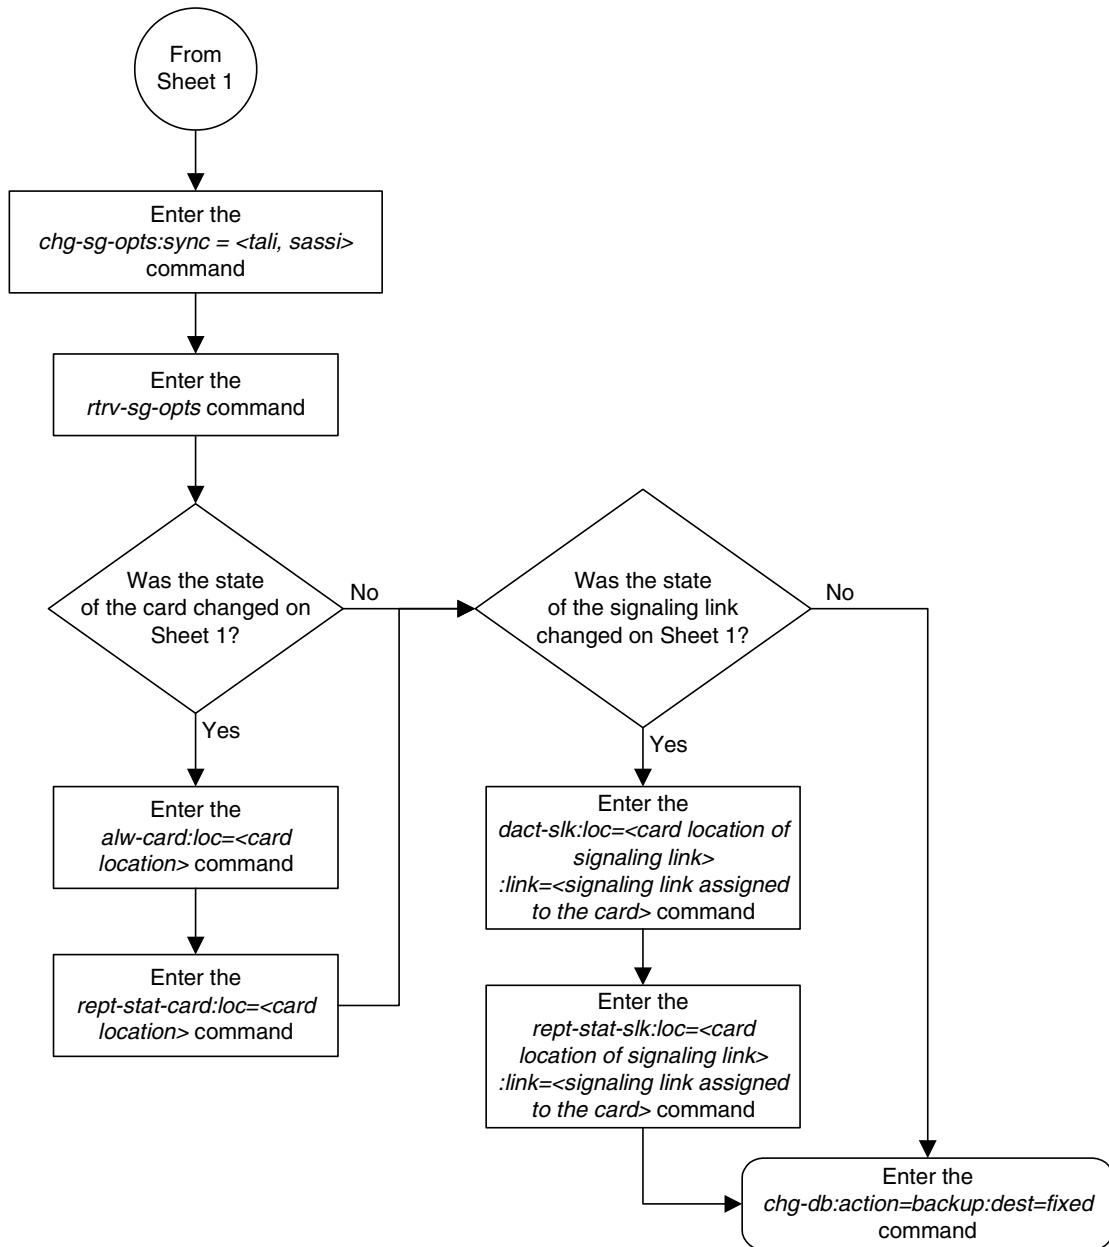 From
Sheet 1
Enter the
chg-sg-opts:sync = <tali, sassi>
command
Enter the
rtrv-sg-opts command
Was the state
of the card changed on
Sheet 1?
No
Yes
Enter the
alw-card:loc=<card
location> command
Enter the
rept-stat-card:loc=<card
location> command
Was the state
of the signaling link
changed on Sheet 1?
No
Yes
Enter the
dact-slk:loc=<card location of
signaling link>
:link=<signaling link assigned
to the card> command
Enter the
rept-stat-slk:loc=<card
location of signaling link>
:link=<signaling link assigned
to the card> command
Enter the
chg-db:action=backup:dest=fixed
command